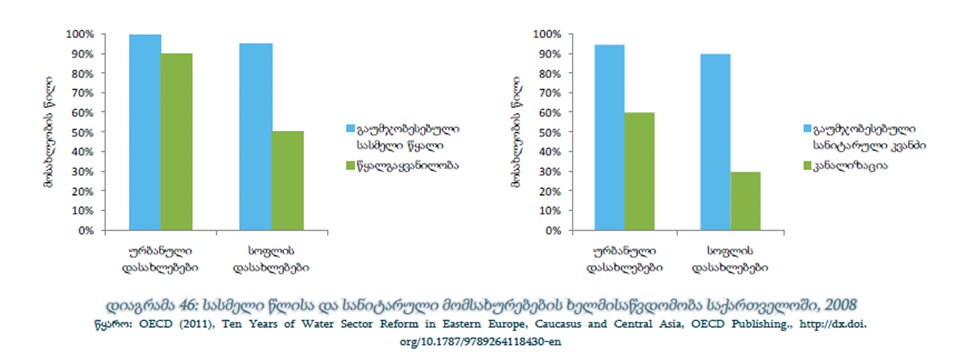 100%
90%
80%
70%
60%
50%
40%
30%
20%
10%
0%
მოსახლეობის წილი
ურბანული
დასახლებები
სოფლის
დასახლებები
გაუმჯობესებული
სასმელი წყალი
წყალგაყვანილობა
100%
90%
80%
70%
60%
50%
40%
30%
20%
10%
0%
მოსახლეობის წილი
ურბანული
დასახლებები
სოფლის
დასახლებები
გაუმჯობესებული
სანიტარული კვანძი
კანალიზაცია
დიაგრამა 46: სასმელი წლისა და სანიტარული მომსახურებების ხელმისაწვდომობა საქართველოში, 2008
წყარო: OECD (2011), Ten Years of Water Sector Reform in Eastern Europe, Caucasus and Central Asia, OECD Publishing., http://dx.doi.
org/10.1787/9789264118430-en